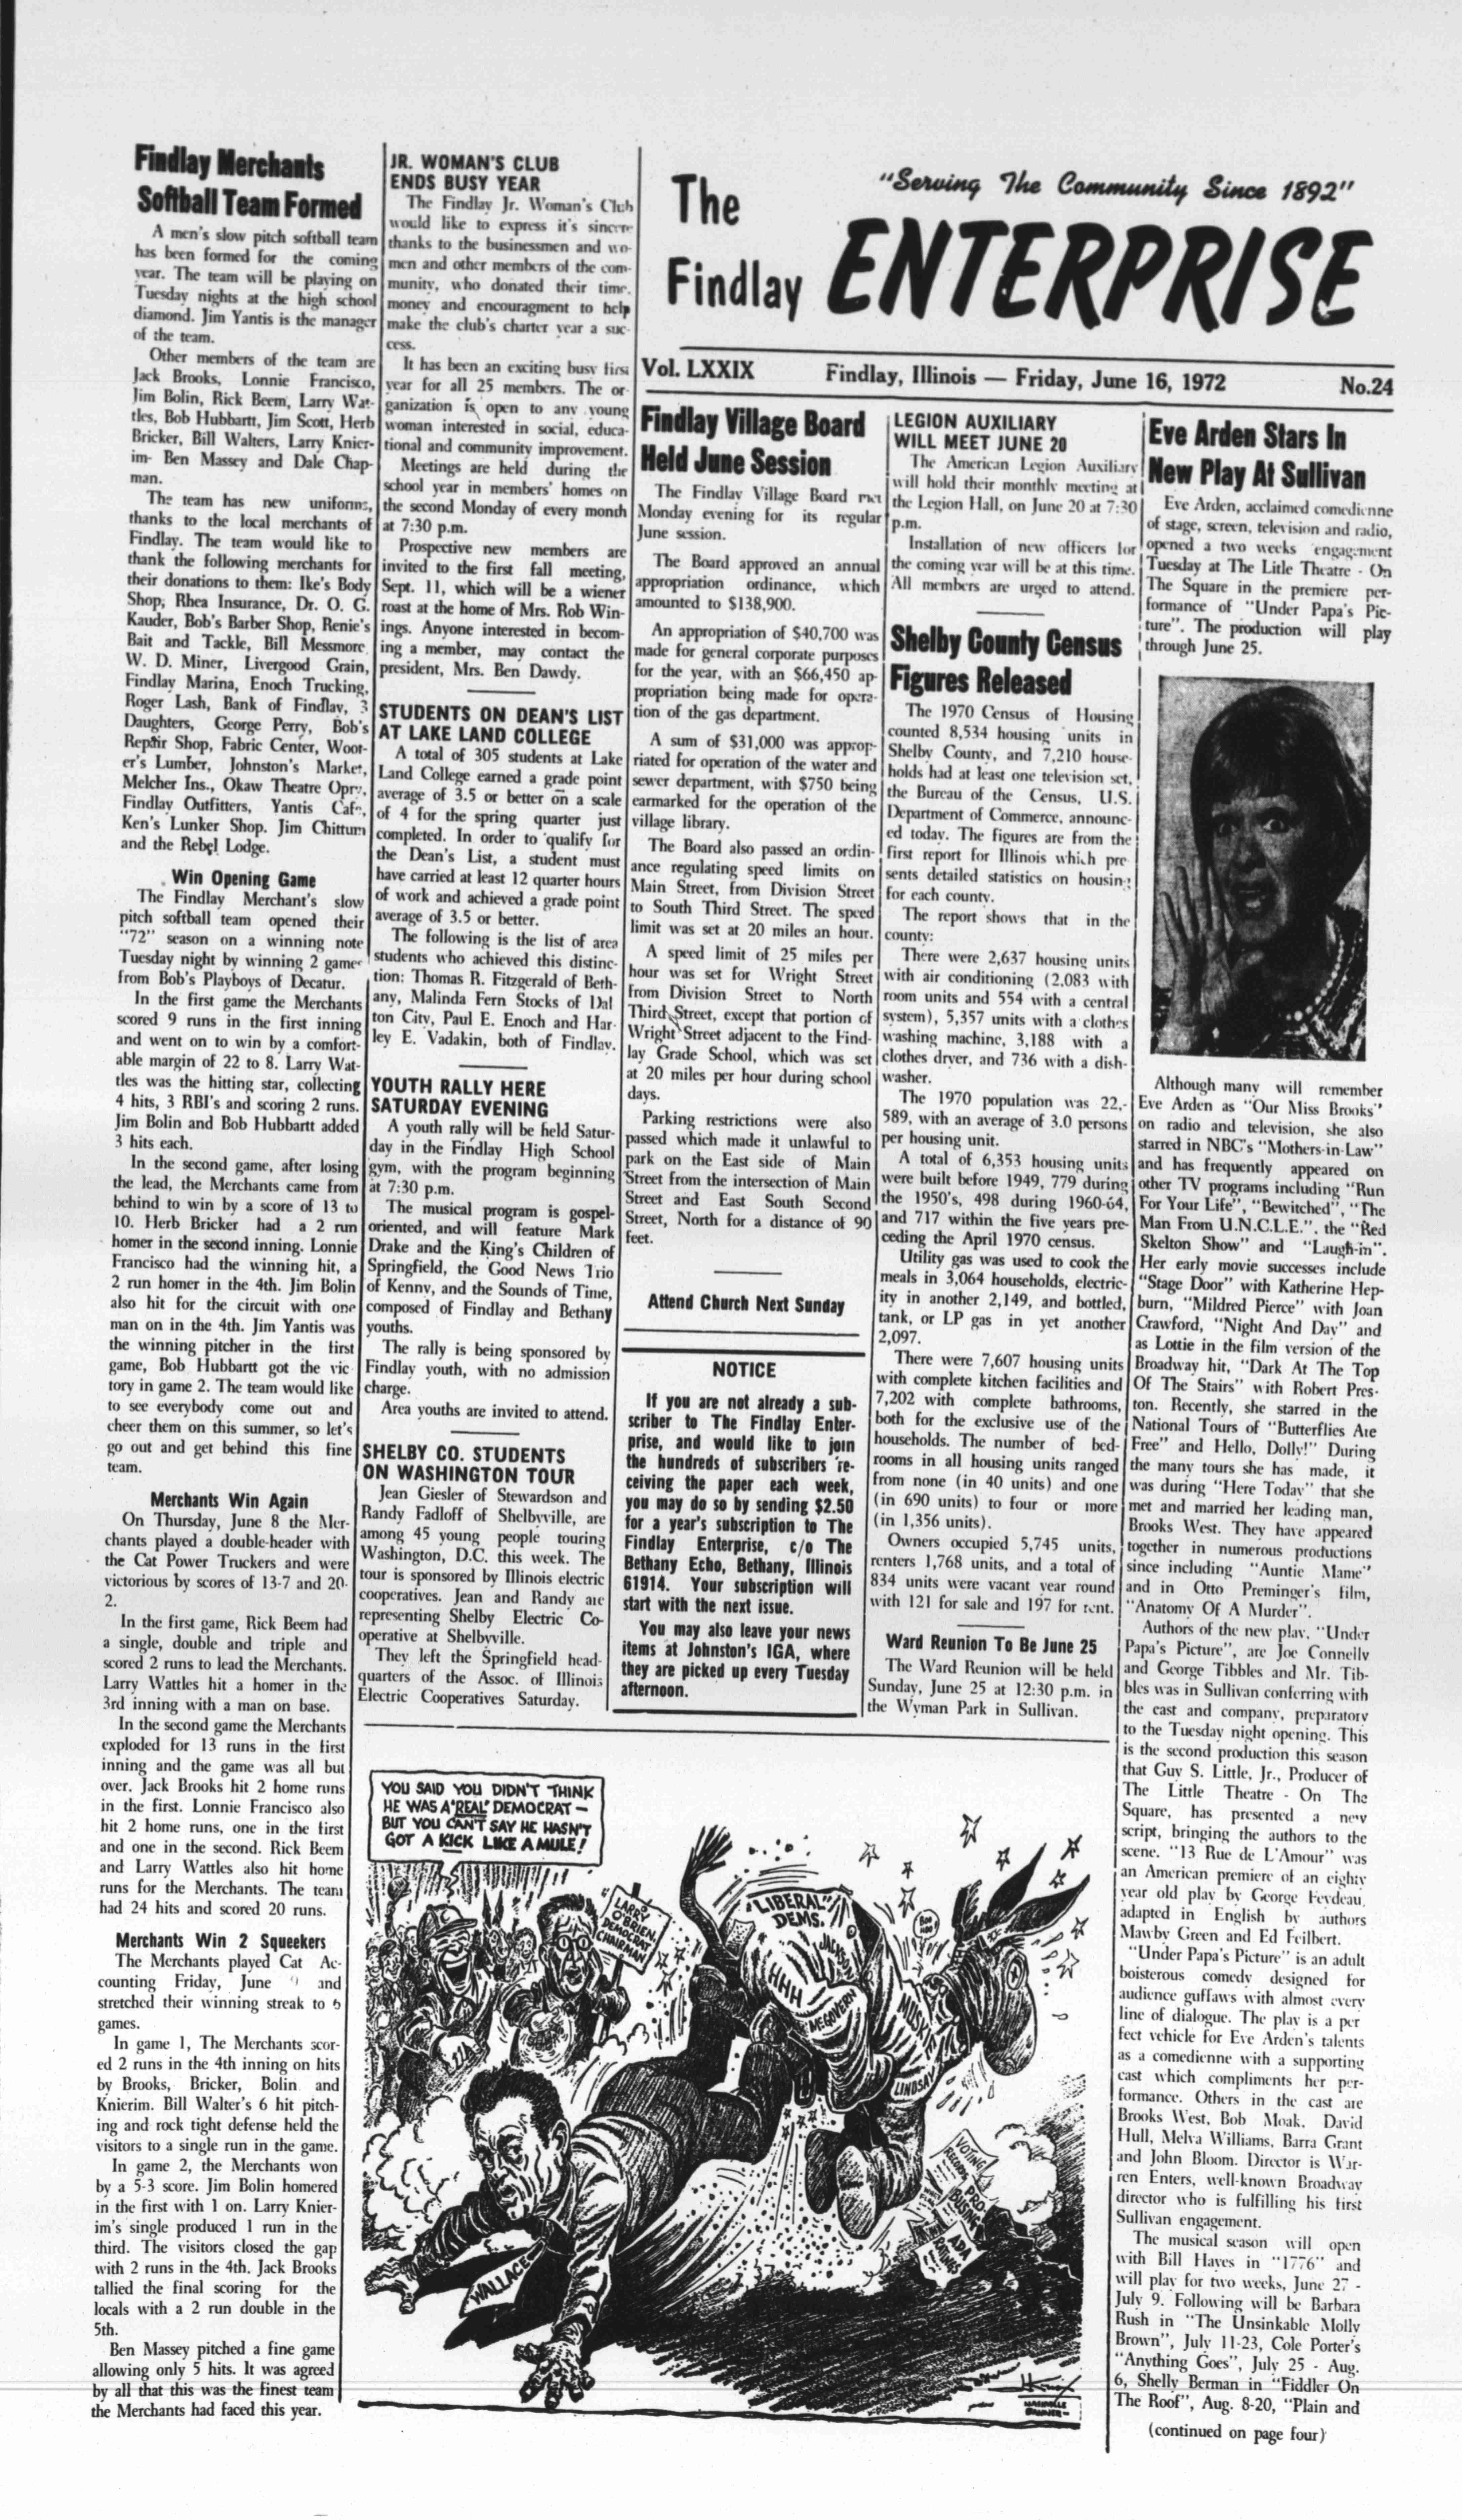 Findlay Merchants
Softball Team Formed
A men's slow pitch softball team
has been formed for the coming
year. The team will be playing on
Tuesday nights at the high school
diamond. Jim Yantis is the manager
of the team.
Other members of the team are
Jack Brooks, Lonnie Francisco,
Jim Bolin, Rick Beem, Larry Wat-
tles, Bob Hubbartt, Jim Scott, Herb
Bricker, Bill Walters, Larry Knier-
im- Ben Massey and Dale Chap-
man.
The team has new uniforms,
thanks to the local merchants of
Findlay. The team would like to
thank the following merchants for
their donations to them: Ike's Body
Shop, Rhea Insurance, Dr. O. G.
Kauder, Bob's Barber Shop, Renie's
Bait and Tackle, Bill Messmore,
W. D. Miner, Livergood Grain,
Findlay Marina, Enoch Trucking,
Roger Lash, Bank of Findlay, 3
Daughters, George Perry, Bob's
Repair Shop, Fabric Center, Woot-
er's Lumber, Johnston's Market,
Melcher Ins., Okaw Theatre Opry,
Findlay Outfitters, Yantis Cafe,
Ken's Lunker Shop. Jim Chittum
and the Rebel Lodge.
Win Opening Game
The Findlay Merchant's slow
pitch softball team opened their
"72" season on a winning note
Tuesday night by winning 2 games
from Bob's Playboys of Decatur.
In the first game the Merchants
scored 9 runs in the first inning
and went on to win by a comfort-
able margin of 22 to 8. Larry Wat-
tles was the hitting star, collecting
4 hits, 3 RBI's and scoring 2 runs.
Jim Bolin and Bob Hubbartt added
3 hits each.
In the second game, after losing
the lead, the Merchants came from
behind to win by a score of 13 to
10. Herb Bricker had a 2 run
homer in the second inning. Lonnie
Francisco had the winning hit, a
2 run homer in the 4th. Jim Bolin
also hit for the circuit with one
man on in the 4th. Jim Yantis was
the winning pitcher in the first
game, Bob Hubbartt got the vic
tory in game 2. The team would like
to see everybody come out and
cheer them on this summer, so let's
go out and get behind this fine
team.
Merchants Win Again
On Thursday, June 8 the Mer-
chants played a double-header with
the Cat Power Truckers and were
victorious by scores of 13-7 and 20-
2.
In the first game, Rick Beem had
a single, double and triple and
scored 2 runs to lead the Merchants.
Larry Wattles hit a homer in the
3rd inning with a man on base.
In the second game the Merchants
exploded for 13 runs in the first
inning and the game was all but
over. Jack Brooks hit 2 home runs
in the first. Lonnie Francisco also
hit 2 home runs, one in the first
and one in the second. Rick Beem
and Larry Wattles also hit home
runs for the Merchants. The team
had 24 hits and scored 20 runs.
Merchants Win 2 Squeekers
The Merchants played Cat Ac-
counting Friday, June 9 and
stretched their winning streak to 6
games.
In game 1, The Merchants scor-
ed 2 runs in the 4th inning on hits
by Brooks, Bricker, Bolin and
Knierim. Bill Walter's 6 hit pitch-
ing and rock tight defense held the
visitors to a single run in the game.
In game 2, the Merchants won
by a 5-3 score. Jim Bolin homered
in the first with 1 on. Larry Knier-
im's single produced 1 run in the
third. The visitors closed the gap
with 2 runs in the 4th. Jack Brooks
tallied the final scoring for the
locals with a 2 run double in the
5th.
Ben Massey pitched a fine game
allowing only 5 hits. It was agreed
by all that this was the finest team
the Merchants had faced this year.
JR. WOMAN'S CLUB
ENDS BUSY YEAR
The Findlay Jr. Woman's Club
would like to express it's sincere
thanks to the businessmen and wo-
men and other members of the com-
munity, who donated their time,
money and encouragment to help
make the club's charter year a suc-
cess.
It has been an exciting busy first
year for all 25 members. The or-
ganization is open to any young
woman interested in social, educa-
tional and community improvement.
Meetings are held during the
school year in members' homes on
the second Monday of every month
at 7:30 p.m.
Prospective new members are
invited to the first fall meeting,
Sept. 11, which will be a wiener
roast at the home of Mrs. Rob Win-
ings. Anyone interested in becom-
ing a member, may contact the
president, Mrs. Ben Dawdy.
STUDENTS ON DEAN'S LIST
AT LAKE LAND COLLEGE
A total of 305 students at Lake
Land College earned a grade point
average of 3.5 or better on a scale
of 4 for the spring quarter just
completed. In order to qualify for
the Dean's List, a student must
have carried at least 12 quarter hours
of work and achieved a grade point
average of 3.5 or better.
The following is the list of area
students who achieved this distinc-
tion: Thomas R. Fitzgerald of Beth-
any, Malinda Fern Stocks of Dal
ton City, Paul E. Enoch and Har-
ley E. Vadakin, both of Findlay.
YOUTH RALLY HERE
SATURDAY EVENING
A youth rally will be held Satur-
day in the Findlay High School
gym, with the program beginning
at 7:30 p.m.
The musical program is gospel-
oriented, and will feature Mark
Drake and the King's Children of
Springfield, the Good News Trio
of Kenny, and the Sounds of Time,
composed of Findlay and Bethany
youths.
The rally is being sponsored by
Findlay youth, with no admission
charge.
Area youths are invited to attend.
SHELBY CO. STUDENTS
ON WASHINGTON TOUR
Jean Giesler of Stewardson and
Randy Fadloff of Shelbyville, are
among 45 young people touring
Washington, D.C. this week. The
tour is sponsored by Illinois electric
cooperatives. Jean and Randy are
representing Shelby Electric Co-
operative at Shelbyville.
They left the Springfield head-
quarters of the Assoc. of Illinois
Electric Cooperatives Saturday.
"Serving The Community Since 1892"
The
Findlay
ENTERPRISE
Vol. LXXIX Findlay, Illinois — Friday, June 16, 1972 No.24
Findlay Village Board
Held June Session
The Findlay Village Board met
Monday evening for its regular
June session.
The Board approved an annual
appropriation ordinance, which
amounted to $138,900.
An appropriation of $40,700 was
made for general corporate purposes
for the year, with an $66,450 ap-
propriation being made for opera-
tion of the gas department.
A sum of $31,000 was approp-
riated for operation of the water and
sewer department, with $750 being
earmarked for the operation of the
village library.
The Board also passed an ordin-
ance regulating speed limits on
Main Street, from Division Street
to South Third Street. The speed
limit was set at 20 miles an hour.
A speed limit of 25 miles per
hour was set for Wright Street
from Division Street to North
Third Street, except that portion of
Wright Street adjacent to the Find-
lay Grade School, which was set
at 20 miles per hour during school
days.
Parking restrictions were also
passed which made it unlawful to
park on the East side of Main
Street from the intersection of Main
Street and East South Second
Street, North for a distance of 90
feet.
Attend Church Next Sunday
NOTICE
If you are not already a sub-
scriber to The Findlay Enter-
prise, and would like to join
the hundreds of subscribers re-
ceiving the paper each week,
you may do so by sending $2.50
for a year's subscription to The
Findlay Enterprise, c/o The
Bethany Echo, Bethany, Illinois
61914. Your subscription will
start with the next issue.
You may also leave your news
items at Johnston's IGA, where
they are picked up every Tuesday
afternoon.
LEGION AUXILIARY
WILL MEET JUNE 20
The American Legion Auxiliary
will hold their monthly meeting at
the Legion Hall, on June 20 at 7:30
p.m.
Installation of new officers for
the coming year will be at this time.
All members are urged to attend.
Shelby County Census
Figures Released
The 1970 Census of Housing
counted 8,534 housing units in
Shelby County, and 7,210 house-
holds had at least one television set,
the Bureau of the Census, U.S.
Department of Commerce, announc-
ed today. The figures are from the
first report for Illinois which pre
sents detailed statistics on housing
for each county.
The report shows that in the
county:
There were 2,637 housing units
with air conditioning (2,083 with
room units and 554 with a central
system), 5,357 units with a clothes
washing machine, 3,188 with a
clothes dryer, and 736 with a dish-
washer.
The 1970 population was 22,-
589, with an average of 3.0 persons
per housing unit.
A total of 6,353 housing units
were built before 1949, 779 during
the 1950's, 498 during 1960-64,
and 717 within the five years pre-
ceding the April 1970 census.
Utility gas was used to cook the
meals in 3,064 households, electric-
ity in another 2,149, and bottled,
tank, or LP gas in yet another
2,097.
There were 7,607 housing units
with complete kitchen facilities and
7,202 with complete bathrooms,
both for the exclusive use of the
households. The number of bed-
rooms in all housing units ranged
from none (in 40 units) and one
(in 690 units) to four or more
(in 1,356 units).
Owners occupied 5,745 units,
renters 1,768 units, and a total of
834 units were vacant year round
with 121 for sale and 197 for rent.
Ward Reunion To Be June 25
The Ward Reunion will be held
Sunday, June 25 at 12:30 p.m. in
the Wyman Park in Sullivan.
Eve Arden Stars In
New Play At Sullivan
Eve Arden, acclaimed comedienne
of stage, screen, television and radio,
opened a two weeks engagement
Tuesday at The Litle Theatre - On
The Square in the premiere per-
formance of "Under Papa's Pic-
ture". The production will play
through June 25.
Although many will remember
Eve Arden as "Our Miss Brooks"
on radio and television, she also
starred in NBC's "Mothers-in-Law"
and has frequently appeared on
other TV programs including "Run
For Your Life", "Bewitched", "The
Man From U.N.C.L.E.", the "Red
Skelton Show" and "Laugh-in".
Her early movie successes include
"Stage Door" with Katherine Hep-
burn, "Mildred Pierce" with Joan
Crawford, "Night And Day" and
as Lottie in the film version of the
Broadway hit, "Dark At The Top
Of The Stairs" with Robert Pres-
ton. Recently, she starred in the
National Tours of "Butterflies Are
Free" and Hello, Dolly!" During
the many tours she has made, it
was during "Here Today" that she
met and married her leading man,
Brooks West. They have appeared
together in numerous productions
since including "Auntie Mame"
and in Otto Preminger's film,
"Anatomy Of A Murder".
Authors of the new play, "Under
Papa's Picture", are Joe Connelly
and George Tibbles and Mr. Tib-
bles was in Sullivan conferring with
the cast and company, preparatory
to the Tuesday night opening. This
is the second production this season
that Guy S. Little, Jr., Producer of
The Little Theatre - On The
Square, has presented a new
script, bringing the authors to the
scene. "13 Rue de L'Amour" was
an American premiere of an eighty
year old play by George Feydeau,
adapted in English by authors
Mawby Green and Ed Feilbert.
"Under Papa's Picture" is an adult
boisterous comedy designed for
audience guffaws with almost every
line of dialogue. The play is a per
fect vehicle for Eve Arden's talents
as a comedienne with a supporting
cast which compliments her per-
formance. Others in the cast are
Brooks West, Bob Moak, David
Hull, Melva Williams, Barra Grant
and John Bloom. Director is War-
ren Enters, well-known Broadway
director who is fulfilling his first
Sullivan engagement.
The musical season will open
with Bill Hayes in "1776" and
will play for two weeks, June 27 -
July 9. Following will be Barbara
Rush in "The Unsinkable Molly
Brown", July 11-23, Cole Porter's
"Anything Goes", July 25 - Aug.
6, Shelly Berman in "Fiddler On
The Roof", Aug. 8-20, "Plain and
(continued on page four)
YOU SAID YOU DIDN'T THINK
HE WAS A 'REAL' DEMOCRAT —
BUT YOU CAN'T SAY HE HASN'T
GOT A KICK LIKE A MULE!
LARRY
O'BRIEN,
DEMOCRAT
CHAIRMAN
"LIBERAL"
DEMS.
JACKSON
HHH
McGOVERN
MUSKIE
LINDSAY
WALLACE
VOTING
RECORDS
PRO-
BUSING
ADA
RATINGS
NASHVILLE
BANNER-